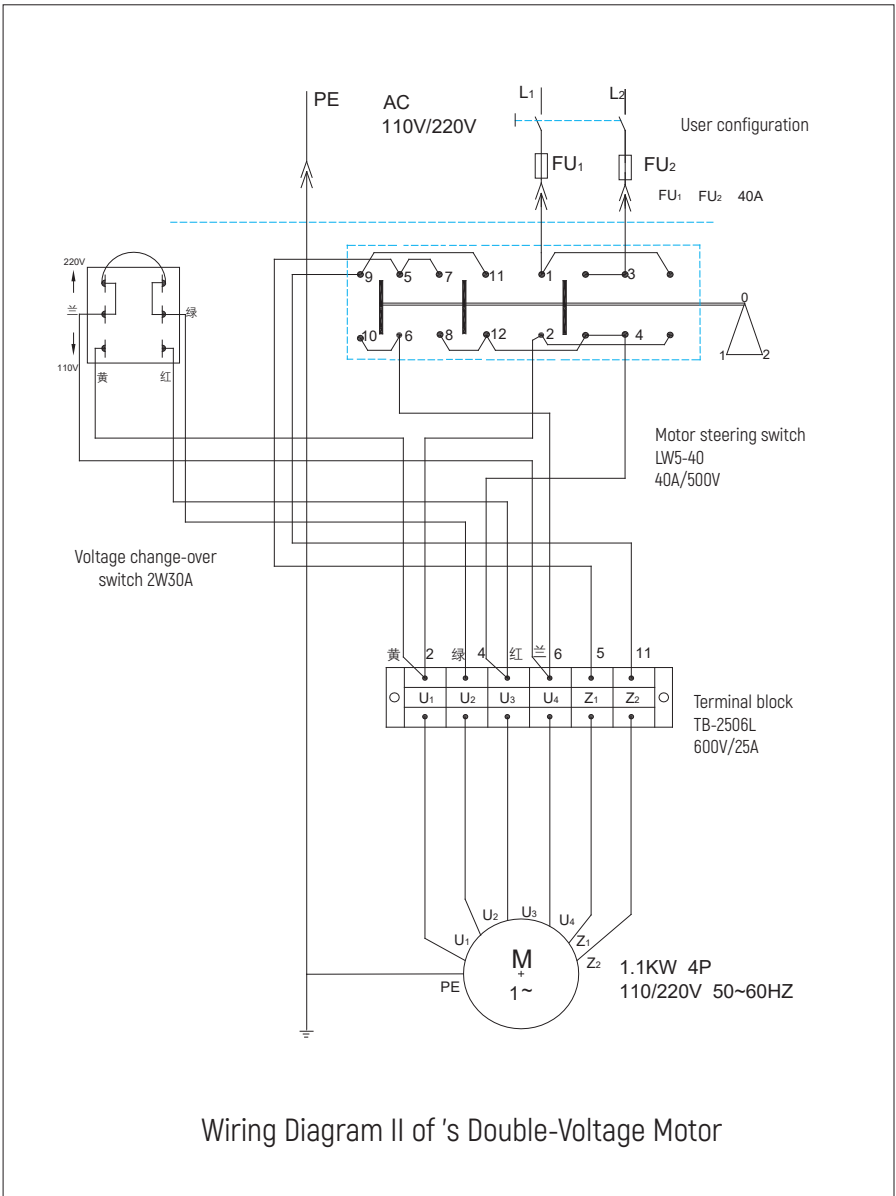 PE
AC
110V/220V
L1
L2
User configuration
FU1
FU2
FU1 FU2 40A
220V
兰
绿
110V
黄
红
9
5
7
11
1
3
10
6
8
12
2
4
0
1
2
Motor steering switch
LW5-40
40A/500V
Voltage change-over
switch 2W30A
黄 2 绿 4 红 兰 6 5 11
U1 U2 U3 U4 Z1 Z2
Terminal block
TB-2506L
600V/25A
U1
U2
U3
U4
Z1
Z2
PE
M
1~
1.1KW 4P
110/220V 50~60HZ
Wiring Diagram II of 's Double-Voltage Motor